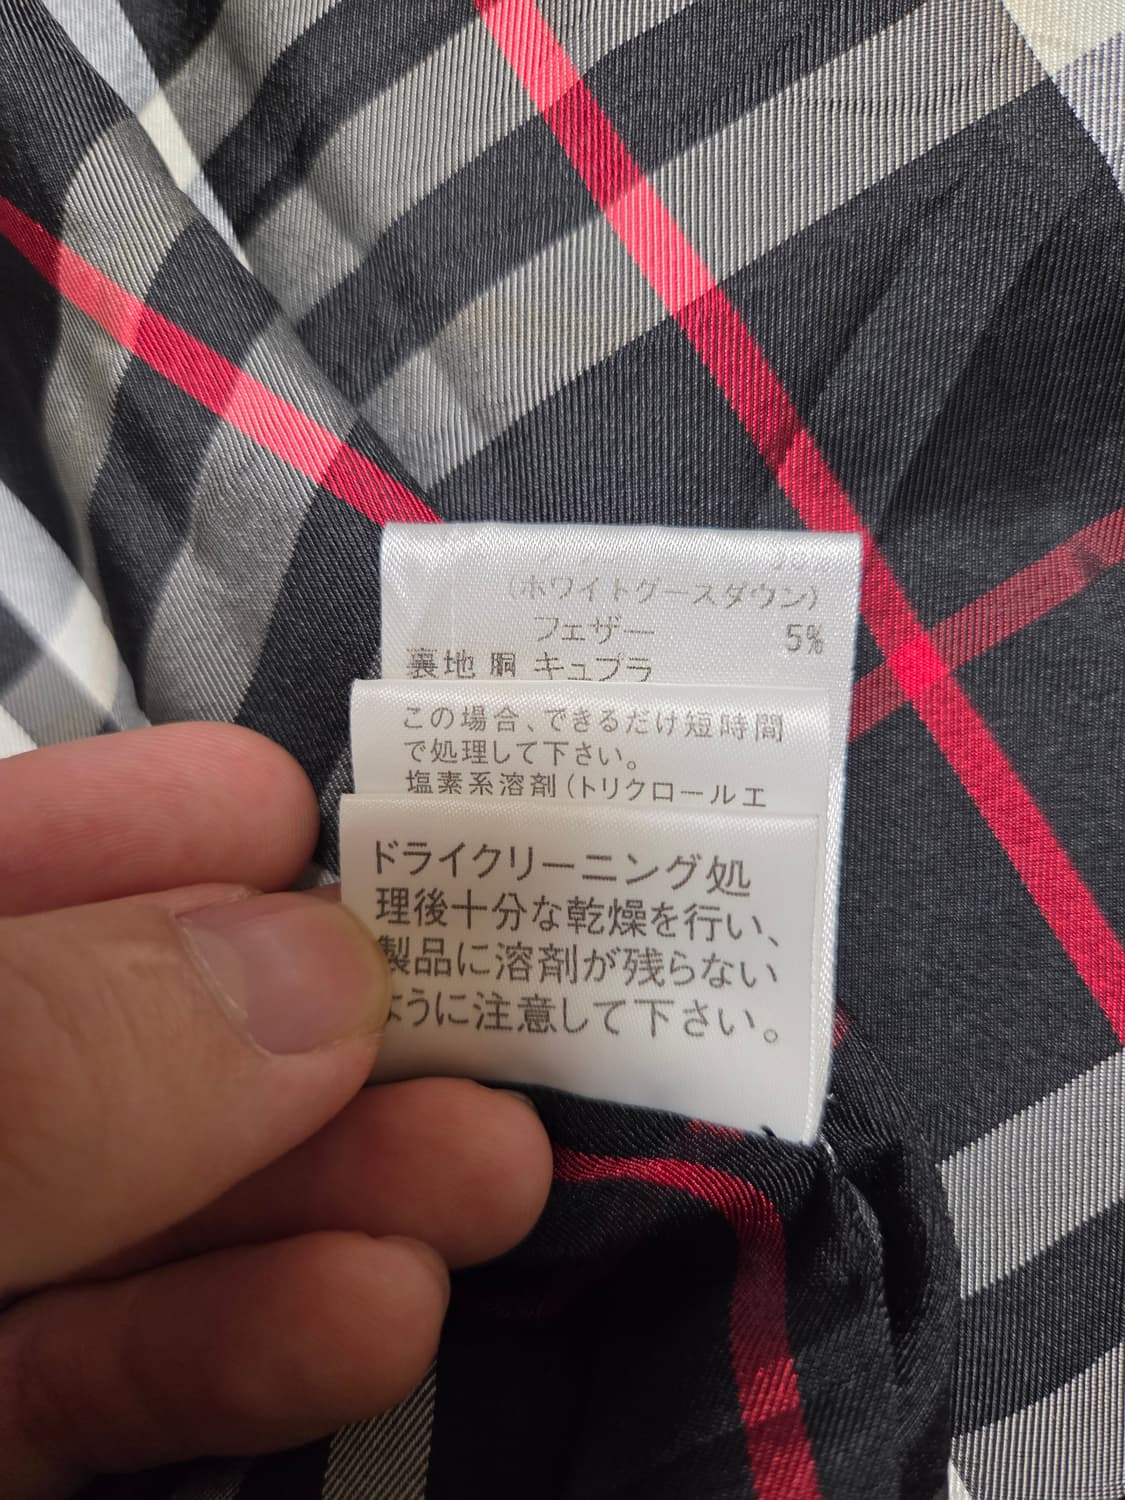 (ホワイトグースダウン)
フェザー 5%
裏地 胴 キュプラ
この場合、できるだけ短時間
で処理して下さい。
塩素系溶剤(トリクロールエ
ドライクリーニング処
理後十分な乾燥を行い、
製品に溶剤が残らない
ように注意して下さい。